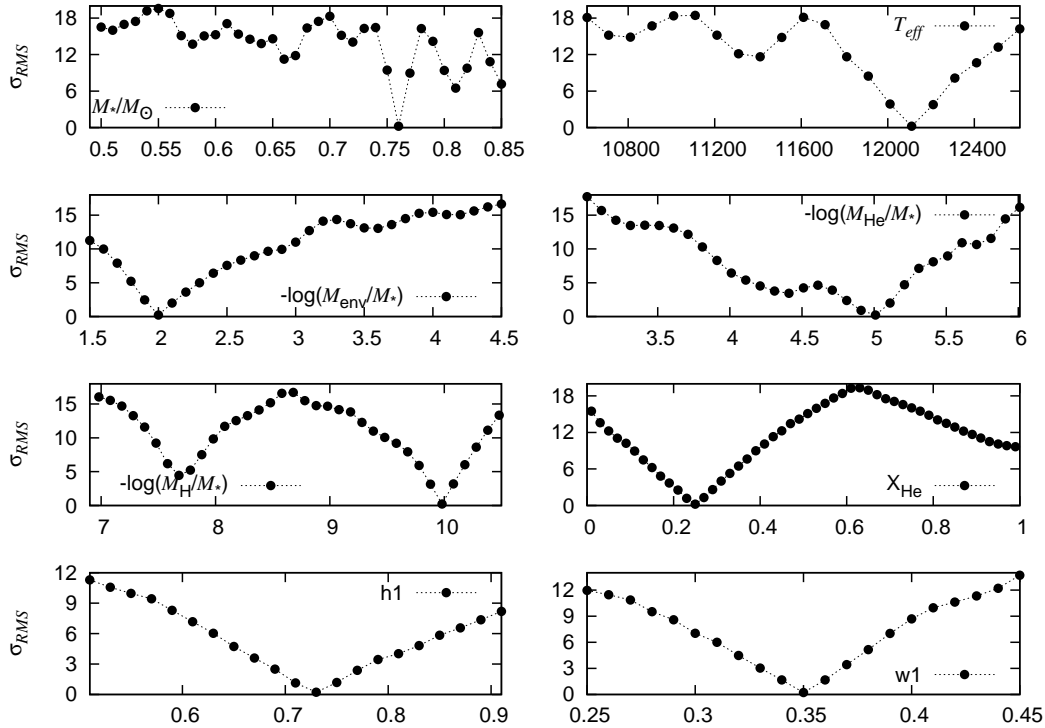 σRMS
18
12
6
0
M*/M⊙
0.5 0.55 0.6 0.65 0.7 0.75 0.8 0.85
18
12
6
0
Teff
10800 11200 11600 12000 12400
σRMS
15
10
5
0
-log(Menv/M*)
1.5 2 2.5 3 3.5 4 4.5
15
10
5
0
-log(MHe/M*)
3.5 4 4.5 5 5.5 6
σRMS
15
10
5
0
-log(MH/M*)
7 8 9 10
18
12
6
0
XHe
0 0.2 0.4 0.6 0.8 1
σRMS
12
9
6
3
0
h1
0.6 0.7 0.8 0.9
12
9
6
3
0
w1
0.25 0.3 0.35 0.4 0.45